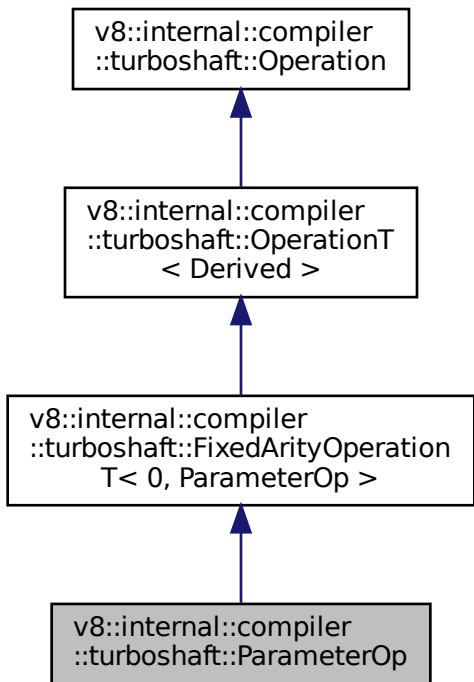 v8::internal::compiler
::turboshaft::Operation
v8::internal::compiler
::turboshaft::OperationT
< Derived >
v8::internal::compiler
::turboshaft::FixedArityOperation
T< 0, ParameterOp >
v8::internal::compiler
::turboshaft::ParameterOp